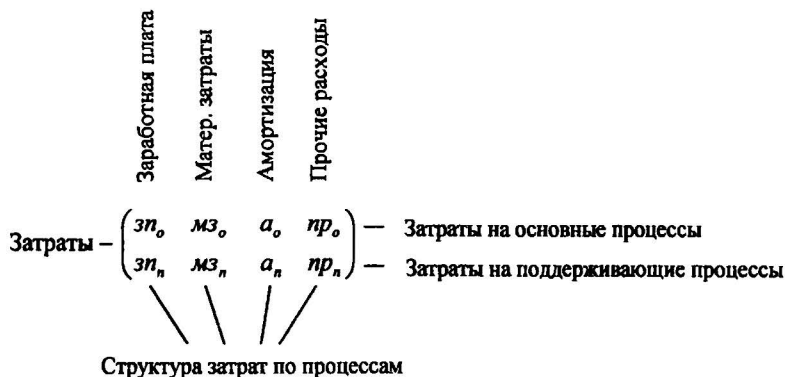 Заработная плата
Матер. затраты
Амортизация
Прочие расходы
Затраты – ( зп_о мз_о а_о пр_о ) — Затраты на основные процессы
зп_п мз_п а_п пр_п — Затраты на поддерживающие процессы
Структура затрат по процессам